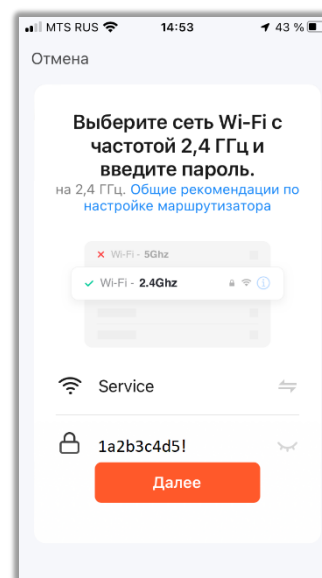 MTS RUS 14:53 43 %
Отмена
Выберите сеть Wi-Fi с
частотой 2,4 ГГц и
введите пароль.
на 2,4 ГГц. Общие рекомендации по
настройке маршрутизатора
Wi-Fi - 5Ghz
Wi-Fi - 2.4Ghz
Service
1a2b3c4d5!
Далее